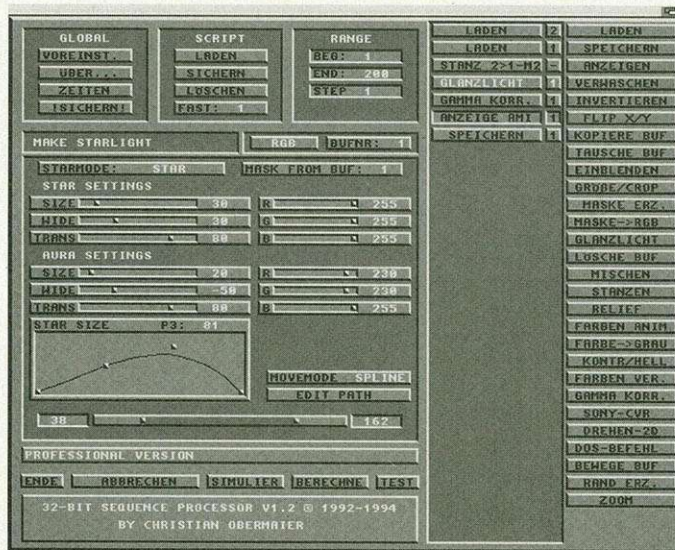 GLOBAL
VOREINST.
UBER...
ZEITEN
!SICHERN!
SCRIPT
LADEN
SICHERN
LÖSCHEN
FAST: 1
RANGE
BEG: 1
END: 200
STEP 1
MAKE STARLIGHT
RGB
BUFNR: 1
STARMODE: STAR
MASK FROM BUF: 1
STAR SETTINGS
SIZE 30
R 255
WIDE 30
G 255
TRANS 80
B 255
AURA SETTINGS
SIZE 20
R 230
WIDE -50
G 230
TRANS 80
B 255
STAR SIZE P3: 81
MOVEMODE SPLINE
EDIT PATH
38
162
PROFESSIONAL VERSION
ENDE
ABBRECHEN
SIMULIER
BERECHNE
TEST
32-BIT SEQUENCE PROCESSOR V1.2 © 1992-1994
BY CHRISTIAN OBERMAIER
LADEN 2
LADEN 1
STANZ 2>1-M2 -
GLANZLICHT 1
GAMMA KORR. 1
ANZEIGE AMI 1
SPEICHERN 1
LADEN
SPEICHERN
ANZEIGEN
VERWASCHEN
INVERTIEREN
FLIP X/Y
KOPIERE BUF
TAUSCHE BUF
EINBLENDEN
GRÖßE/CROP
MASKE ERZ.
MASKE->RGB
GLANZLICHT
LÖSCHE BUF
MISCHEN
STANZEN
RELIEF
FARBEN ANIM.
FARBE->GRAU
KONTR/HELL
FARBEN VER.
GAMMA KORR.
SONY-CVR
DREHEN-2D
DOS-BEFEHL
BEWEGE BUF
RAND ERZ.
ZOOM